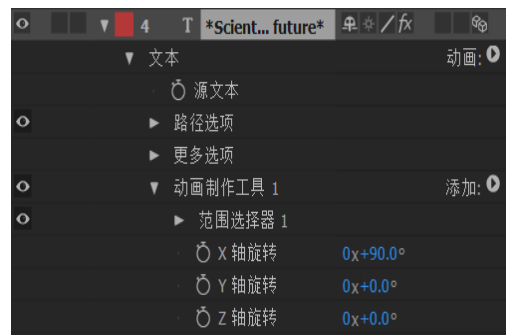 4 T *Scient... future* fx
文本 动画:
源文本
路径选项
更多选项
动画制作工具 1 添加:
范围选择器 1
X 轴旋转 0x+90.0°
Y 轴旋转 0x+0.0°
Z 轴旋转 0x+0.0°